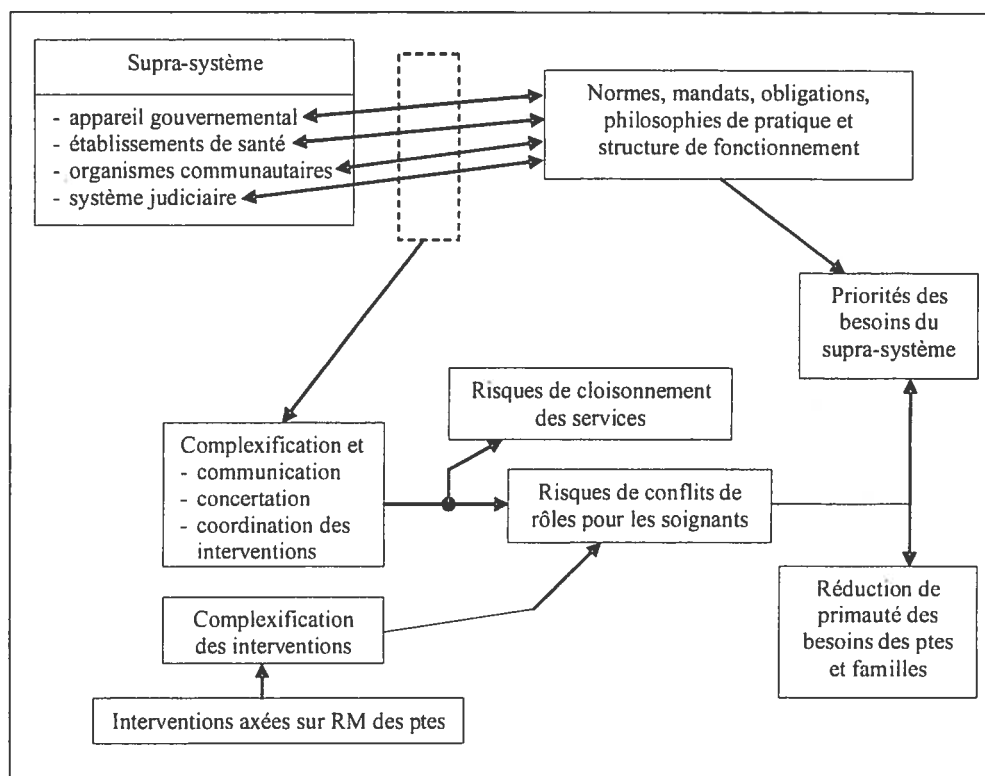 Supra-système
- appareil gouvernemental
- établissements de santé
- organismes communautaires
- système judiciaire
Normes, mandats, obligations,
philosophies de pratique et
structure de fonctionnement
Priorités des
besoins du
supra-système
Risques de cloisonnement
des services
Complexification et
- communication
- concertation
- coordination des
interventions
Risques de conflits de
rôles pour les soignants
Réduction de
primauté des
besoins des ptes
et familles
Complexification
des interventions
Interventions axées sur RM des ptes